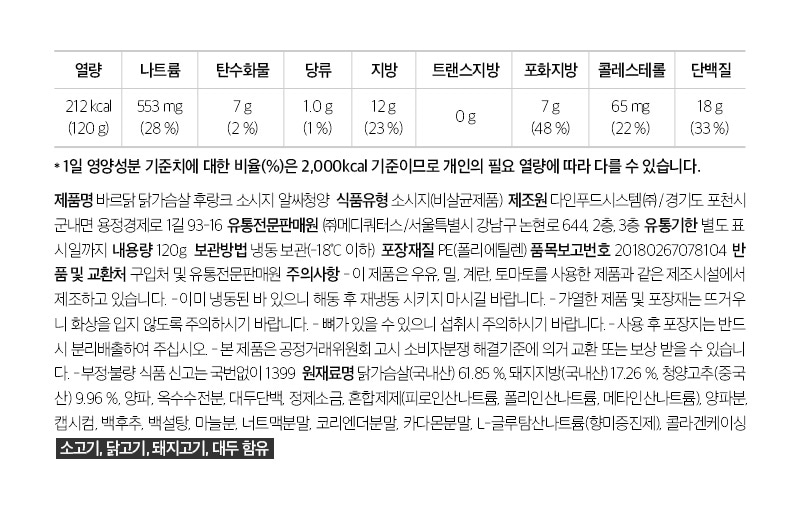 열량 나트륨 탄수화물 당류 지방 트랜스지방 포화지방 콜레스테롤 단백질
212 kcal 553 mg 7 g 1.0 g 12 g 0 g 7 g 65 mg 18 g
(120 g) (28 %) (2 %) (1 %) (23 %) (48 %) (22 %) (33 %)
* 1일 영양성분 기준치에 대한 비율(%)은 2,000kcal 기준이므로 개인의 필요 열량에 따라 다를 수 있습니다.
제품명 바르닭 닭가슴살 후랑크 소시지 알싸청양 식품유형 소시지(비살균제품) 제조원 다인푸드시스템㈜ / 경기도 포천시
군내면 용정경제로 1길 93-16 유통전문판매원 ㈜메디쿼터스/서울특별시 강남구 논현로 644, 2층, 3층 유통기한 별도 표
시일까지 내용량 120g 보관방법 냉동 보관(-18℃ 이하) 포장재질 PE(폴리에틸렌) 품목보고번호 20180267078104 반
품 및 교환처 구입처 및 유통전문판매원 주의사항 - 이 제품은 우유, 밀, 계란, 토마토를 사용한 제품과 같은 제조시설에서
제조하고 있습니다. - 이미 냉동된 바 있으니 해동 후 재냉동 시키지 마시길 바랍니다. - 가열한 제품 및 포장재는 뜨거우
니 화상을 입지 않도록 주의하시기 바랍니다. - 뼈가 있을 수 있으니 섭취시 주의하시기 바랍니다. - 사용 후 포장지는 반드
시 분리배출하여 주십시오. - 본 제품은 공정거래위원회 고시 소비자분쟁 해결기준에 의거 교환 또는 보상 받을 수 있습니
다. - 부정·불량 식품 신고는 국번없이 1399 원재료명 닭가슴살(국내산) 61.85 %, 돼지지방(국내산) 17.26 %, 청양고추(중국
산) 9.96 %, 양파, 옥수수전분, 대두단백, 정제소금, 혼합제제(피로인산나트륨, 폴리인산나트륨, 메타인산나트륨), 양파분,
캡시컴, 백후추, 백설탕, 마늘분, 너트맥분말, 코리엔더분말, 카다몬분말, L-글루탐산나트륨(향미증진제), 콜라겐케이싱
소고기, 닭고기, 돼지고기, 대두 함유